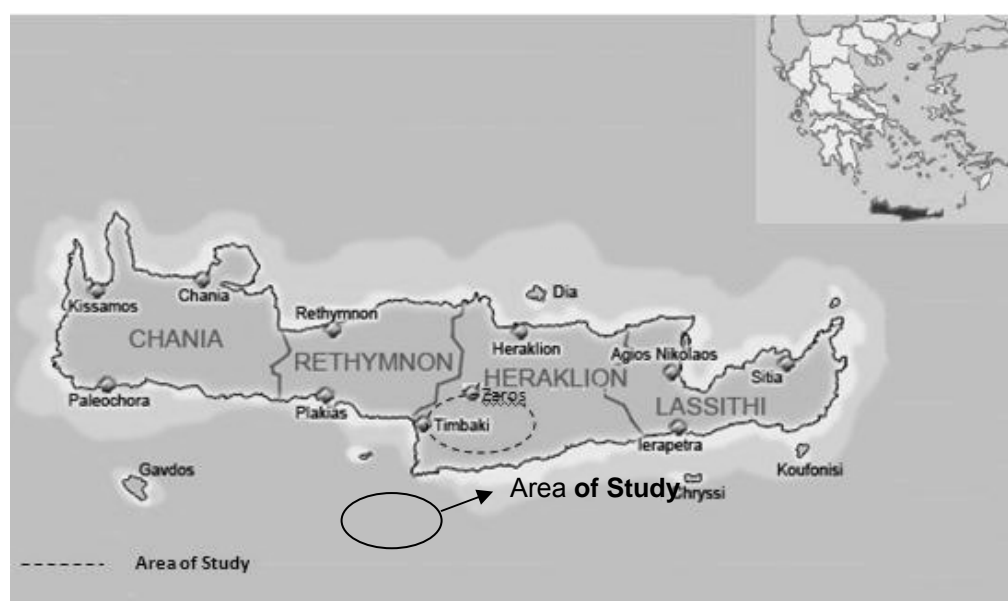 Dia
Kissamos
Chania
Rethymnon
CHANIA
RETHYMNON
Heraklion
HERAKLION
Agios Nikolaos
Sitia
LASSITHI
Paleochora
Plakias
Zaros
Timbaki
Ierapetra
Koufonisi
Gavdos
Chryssi
Area of Study
Area of Study